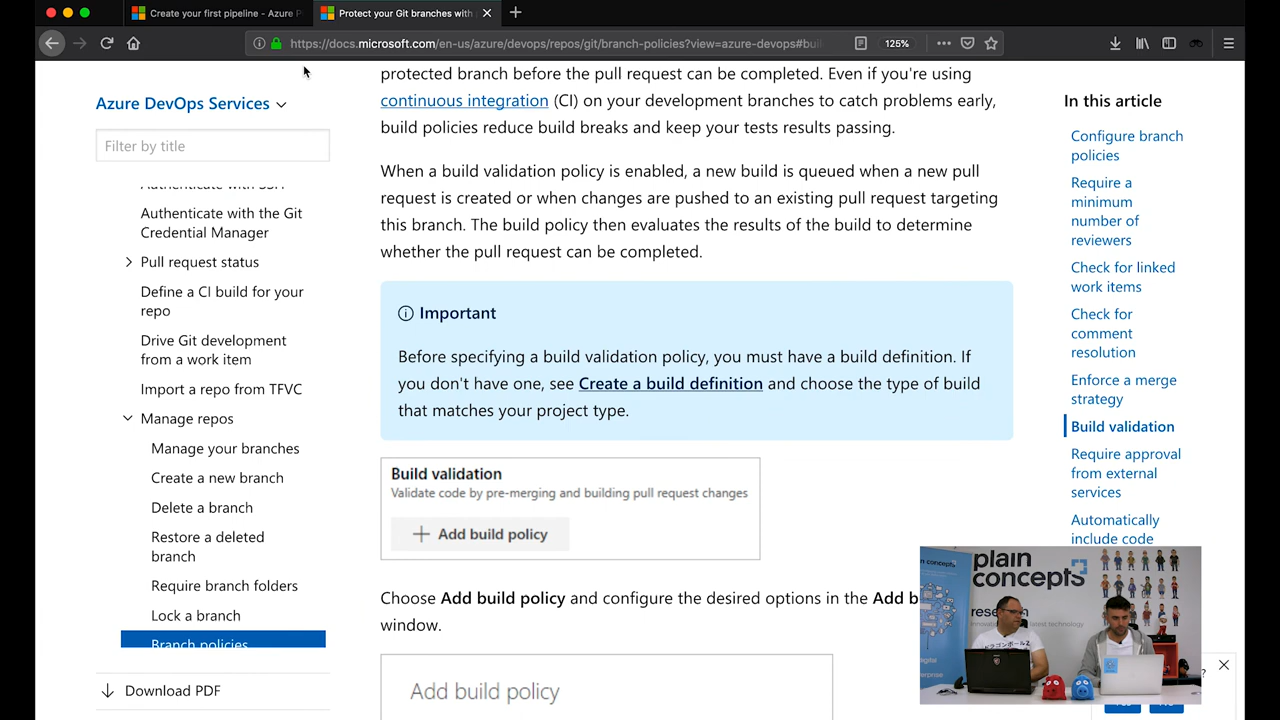 Create your first pipeline - Azure P
Protect your Git branches with
https://docs.microsoft.com/en-us/azure/devops/repos/git/branch-policies?view=azure-devops#bui
125%
Azure DevOps Services
Filter by title
Authenticate with SSH
Authenticate with the Git
Credential Manager
Pull request status
Define a CI build for your
repo
Drive Git development
from a work item
Import a repo from TFVC
Manage repos
Manage your branches
Create a new branch
Delete a branch
Restore a deleted
branch
Require branch folders
Lock a branch
Branch policies
Download PDF
protected branch before the pull request can be completed. Even if you're using
continuous integration (CI) on your development branches to catch problems early,
build policies reduce build breaks and keep your tests results passing.
When a build validation policy is enabled, a new build is queued when a new pull
request is created or when changes are pushed to an existing pull request targeting
this branch. The build policy then evaluates the results of the build to determine
whether the pull request can be completed.
Important
Before specifying a build validation policy, you must have a build definition. If
you don't have one, see Create a build definition and choose the type of build
that matches your project type.
Build validation
Validate code by pre-merging and building pull request changes
+ Add build policy
Choose Add build policy and configure the desired options in the Add b
window.
Add build policy
In this article
Configure branch
policies
Require a
minimum
number of
reviewers
Check for linked
work items
Check for
comment
resolution
Enforce a merge
strategy
Build validation
Require approval
from external
services
Automatically
include code
plain
concepts
?